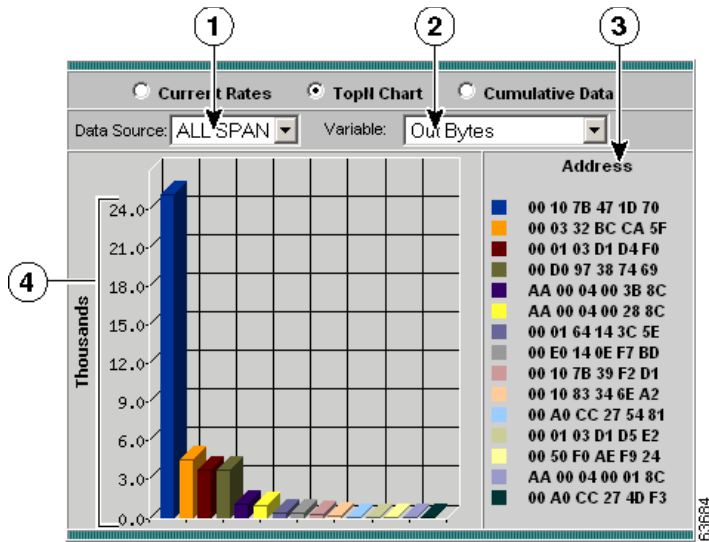 1 2 3
Current Rates TopN Chart Cumulative Data
Data Source: ALL SPAN Variable: Out Bytes
Address
00 10 7B 47 1D 70
00 03 32 BC CA 5F
00 01 03 D1 D4 F0
00 D0 97 38 74 69
AA 00 04 00 3B 8C
AA 00 04 00 28 8C
00 01 64 14 3C 5E
00 E0 14 0E F7 BD
00 10 7B 39 F2 D1
00 10 83 34 6E A2
00 A0 CC 27 54 81
00 01 03 D1 D5 E2
00 50 F0 AE F9 24
AA 00 04 00 01 8C
00 A0 CC 27 4D F3
4
Thousands
24.0
21.0
18.0
15.0
12.0
9.0
6.0
3.0
0.0
63684